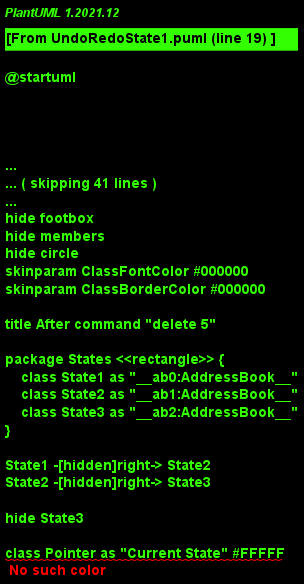 PlantUML 1.2021.12
[From UndoRedoState1.puml (line 19) ]
@startuml
...
... ( skipping 41 lines )
...
hide footbox
hide members
hide circle
skinparam ClassFontColor #000000
skinparam ClassBorderColor #000000
title After command "delete 5"
package States <<rectangle>> {
    class State1 as "__ab0:AddressBook__"
    class State2 as "__ab1:AddressBook__"
    class State3 as "__ab2:AddressBook__"
}
State1 -[hidden]right-> State2
State2 -[hidden]right-> State3
hide State3
class Pointer as "Current State" #FFFFF
No such color